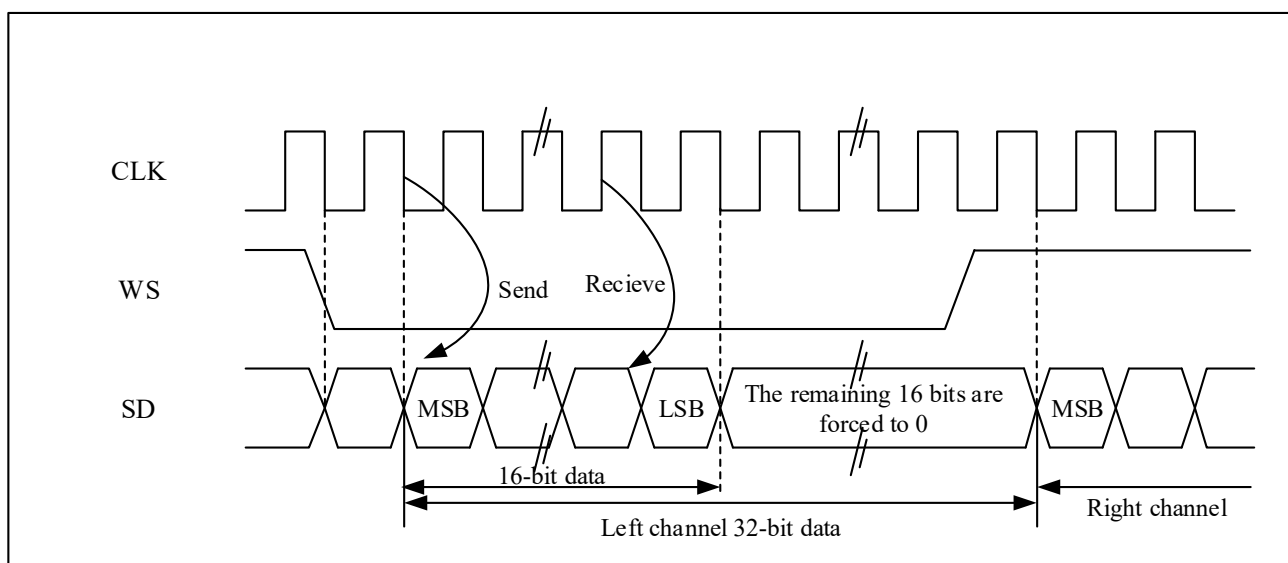 CLK
WS
Send
Recieve
SD
MSB
LSB
The remaining 16 bits are
forced to 0
MSB
16-bit data
Left channel 32-bit data
Right channel